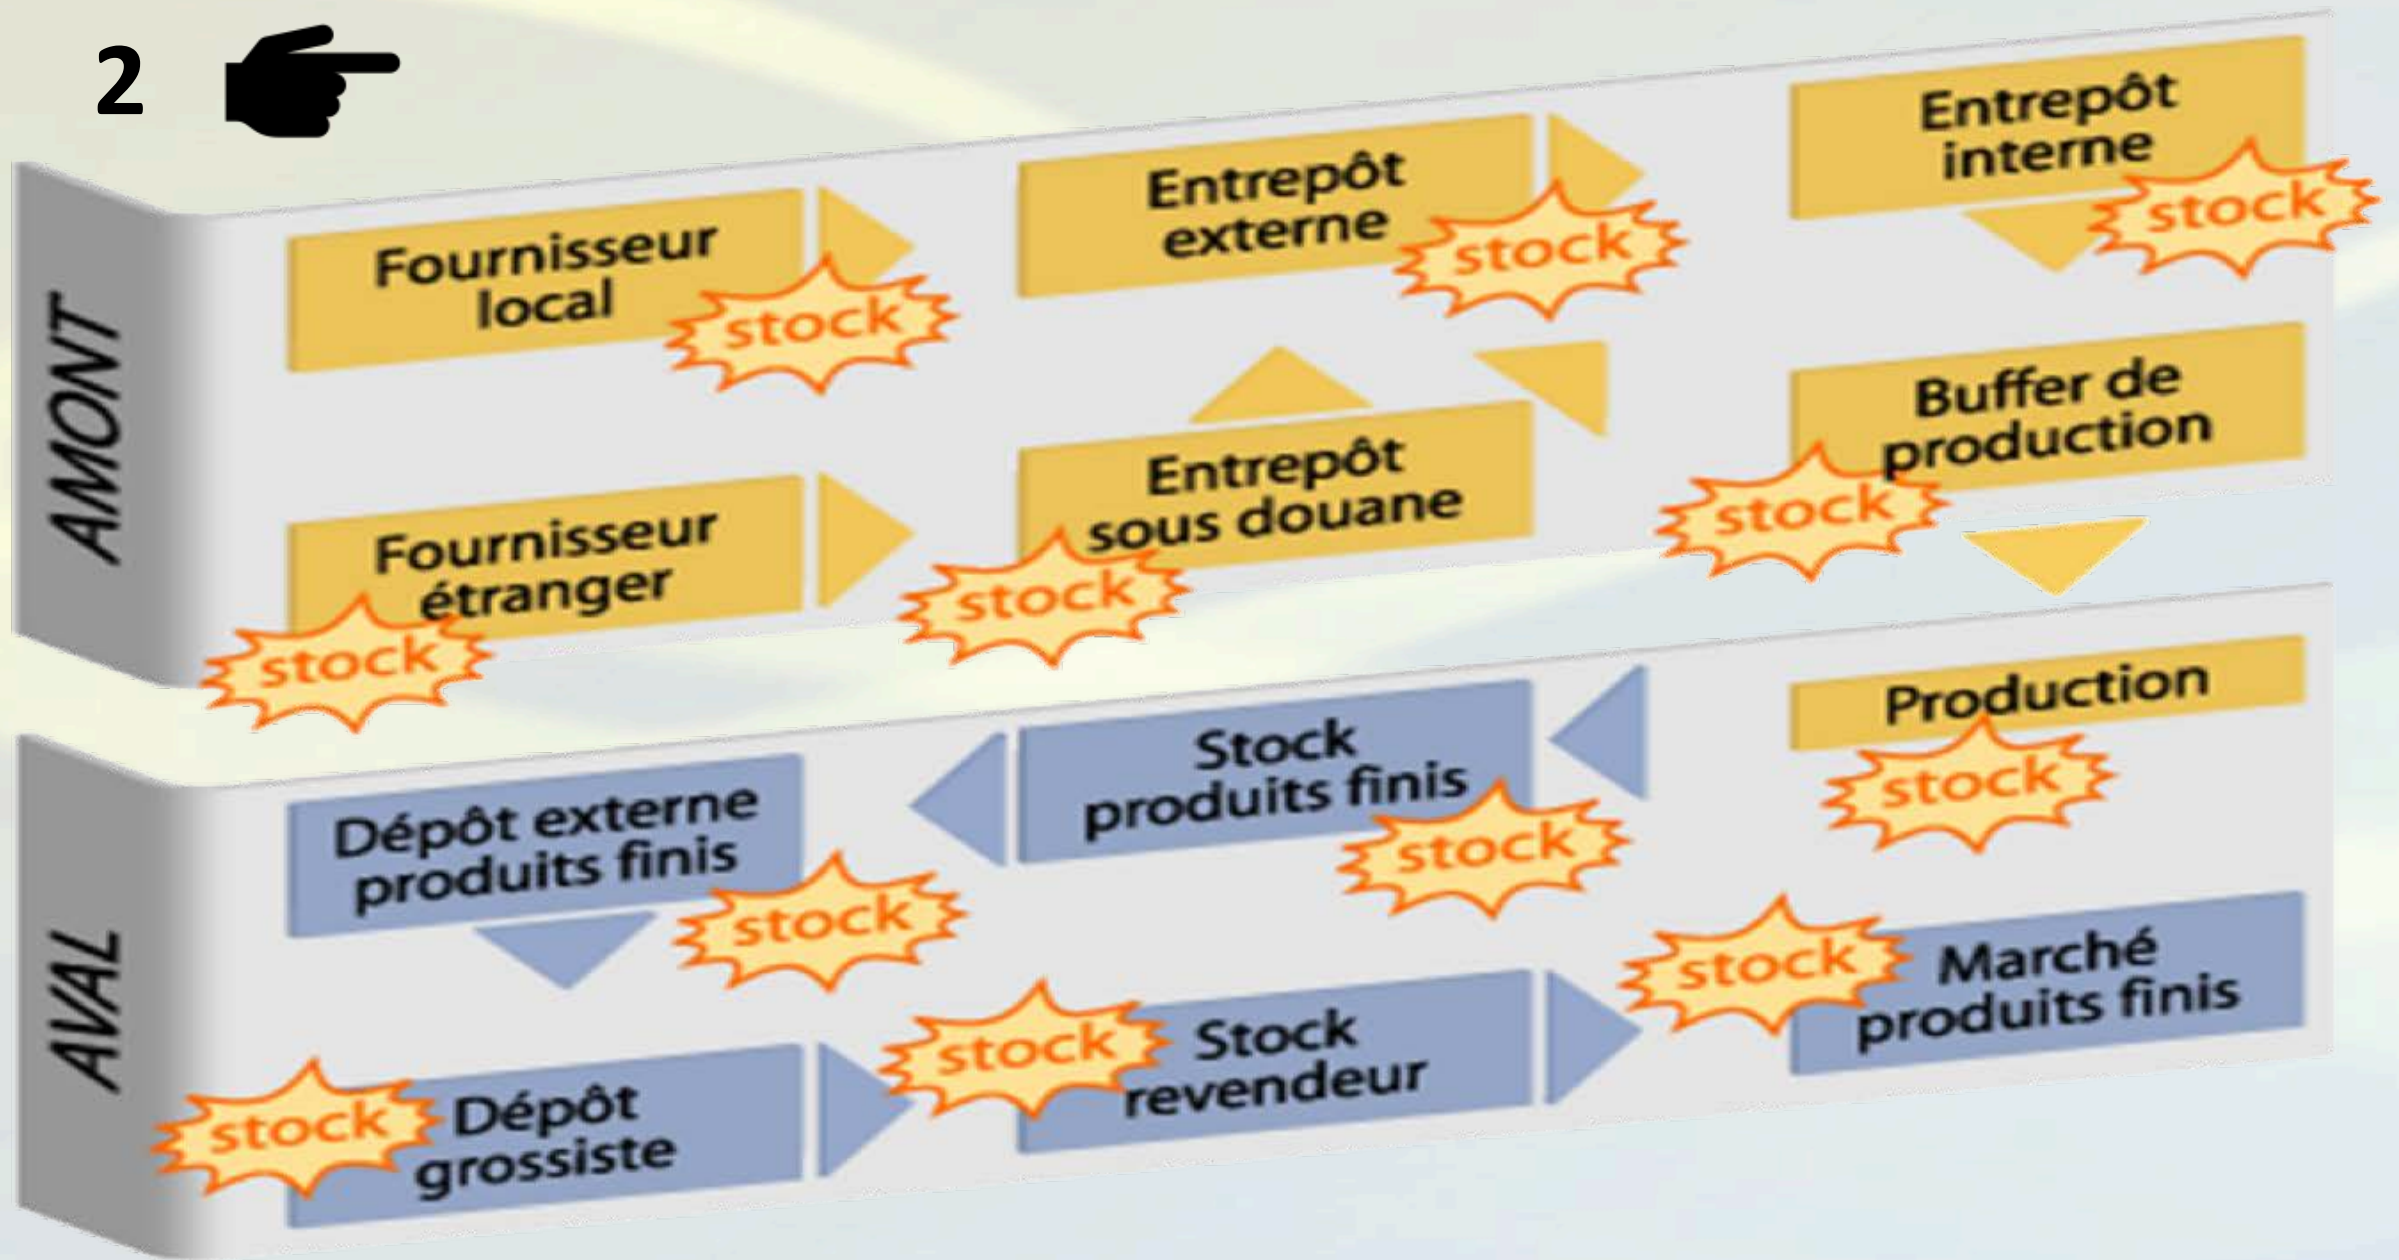 2
AMONT
Fournisseur
local
stock
Entrepôt
externe
stock
Entrepôt
interne
stock
Fournisseur
étranger
stock
Entrepôt
sous douane
stock
Buffer de
production
stock
AVAL
Dépôt externe
produits finis
stock
Stock
produits finis
stock
Production
stock
Dépôt
grossiste
stock
Stock
revendeur
stock
Marché
produits finis
stock